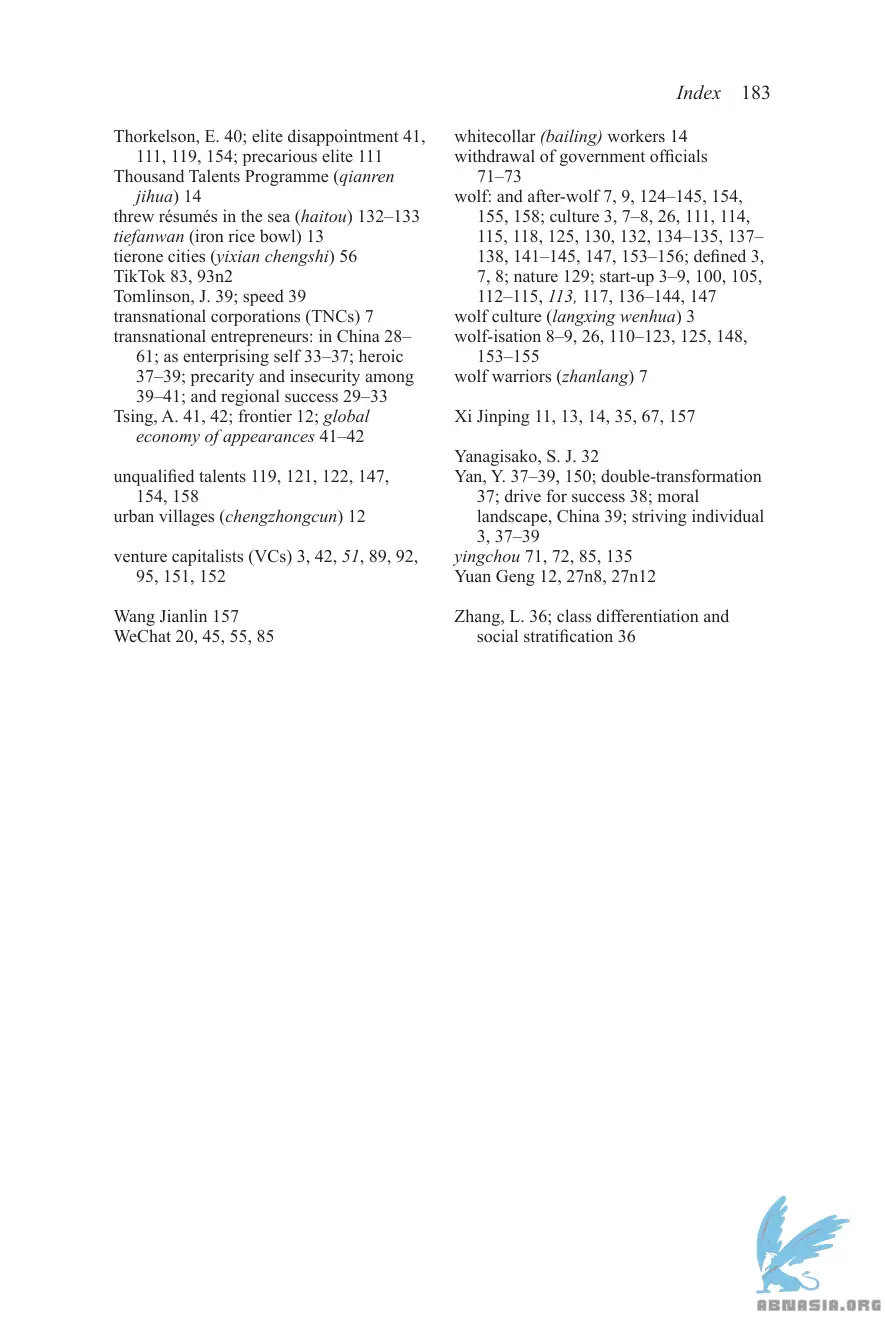 Index 183
Thorkelson, E. 40; elite disappointment 41,
111, 119, 154; precarious elite 111
Thousand Talents Programme (qianren
jihua) 14
threw résumés in the sea (haitou) 132–133
tiefanwan (iron rice bowl) 13
tierone cities (yixian chengshi) 56
TikTok 83, 93n2
Tomlinson, J. 39; speed 39
transnational corporations (TNCs) 7
transnational entrepreneurs: in China 28–
61; as enterprising self 33–37; heroic
37–39; precarity and insecurity among
39–41; and regional success 29–33
Tsing, A. 41, 42; frontier 12; global
economy of appearances 41–42
unqualified talents 119, 121, 122, 147,
154, 158
urban villages (chengzhongcun) 12
venture capitalists (VCs) 3, 42, 51, 89, 92,
95, 151, 152
Wang Jianlin 157
WeChat 20, 45, 55, 85
whitecollar (bailing) workers 14
withdrawal of government officials
71–73
wolf: and after-wolf 7, 9, 124–145, 154,
155, 158; culture 3, 7–8, 26, 111, 114,
115, 118, 125, 130, 132, 134–135, 137–
138, 141–145, 147, 153–156; defined 3,
7, 8; nature 129; start-up 3–9, 100, 105,
112–115, 113, 117, 136–144, 147
wolf culture (langxing wenhua) 3
wolf-isation 8–9, 26, 110–123, 125, 148,
153–155
wolf warriors (zhanlang) 7
Xi Jinping 11, 13, 14, 35, 67, 157
Yanagisako, S. J. 32
Yan, Y. 37–39, 150; double-transformation
37; drive for success 38; moral
landscape, China 39; striving individual
3, 37–39
yingchou 71, 72, 85, 135
Yuan Geng 12, 27n8, 27n12
Zhang, L. 36; class differentiation and
social stratification 36
ABNASIA.ORG